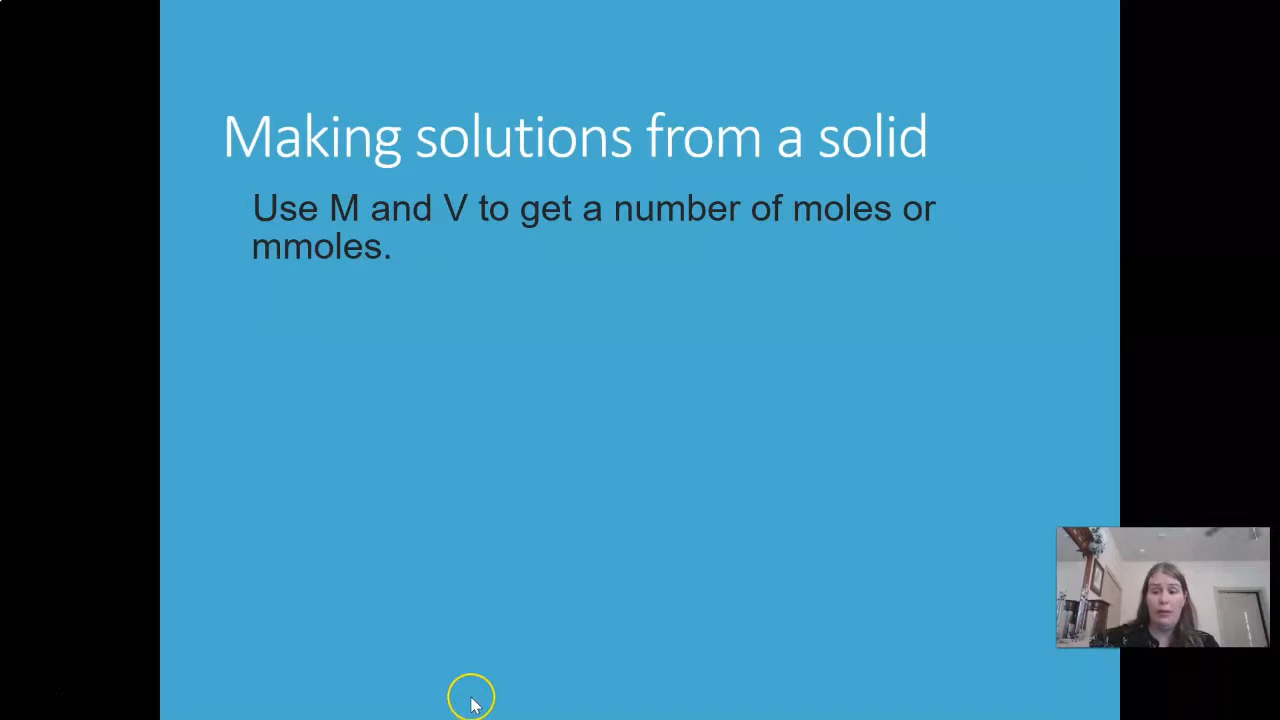 Making solutions from a solid
Use M and V to get a number of moles or
mmoles.